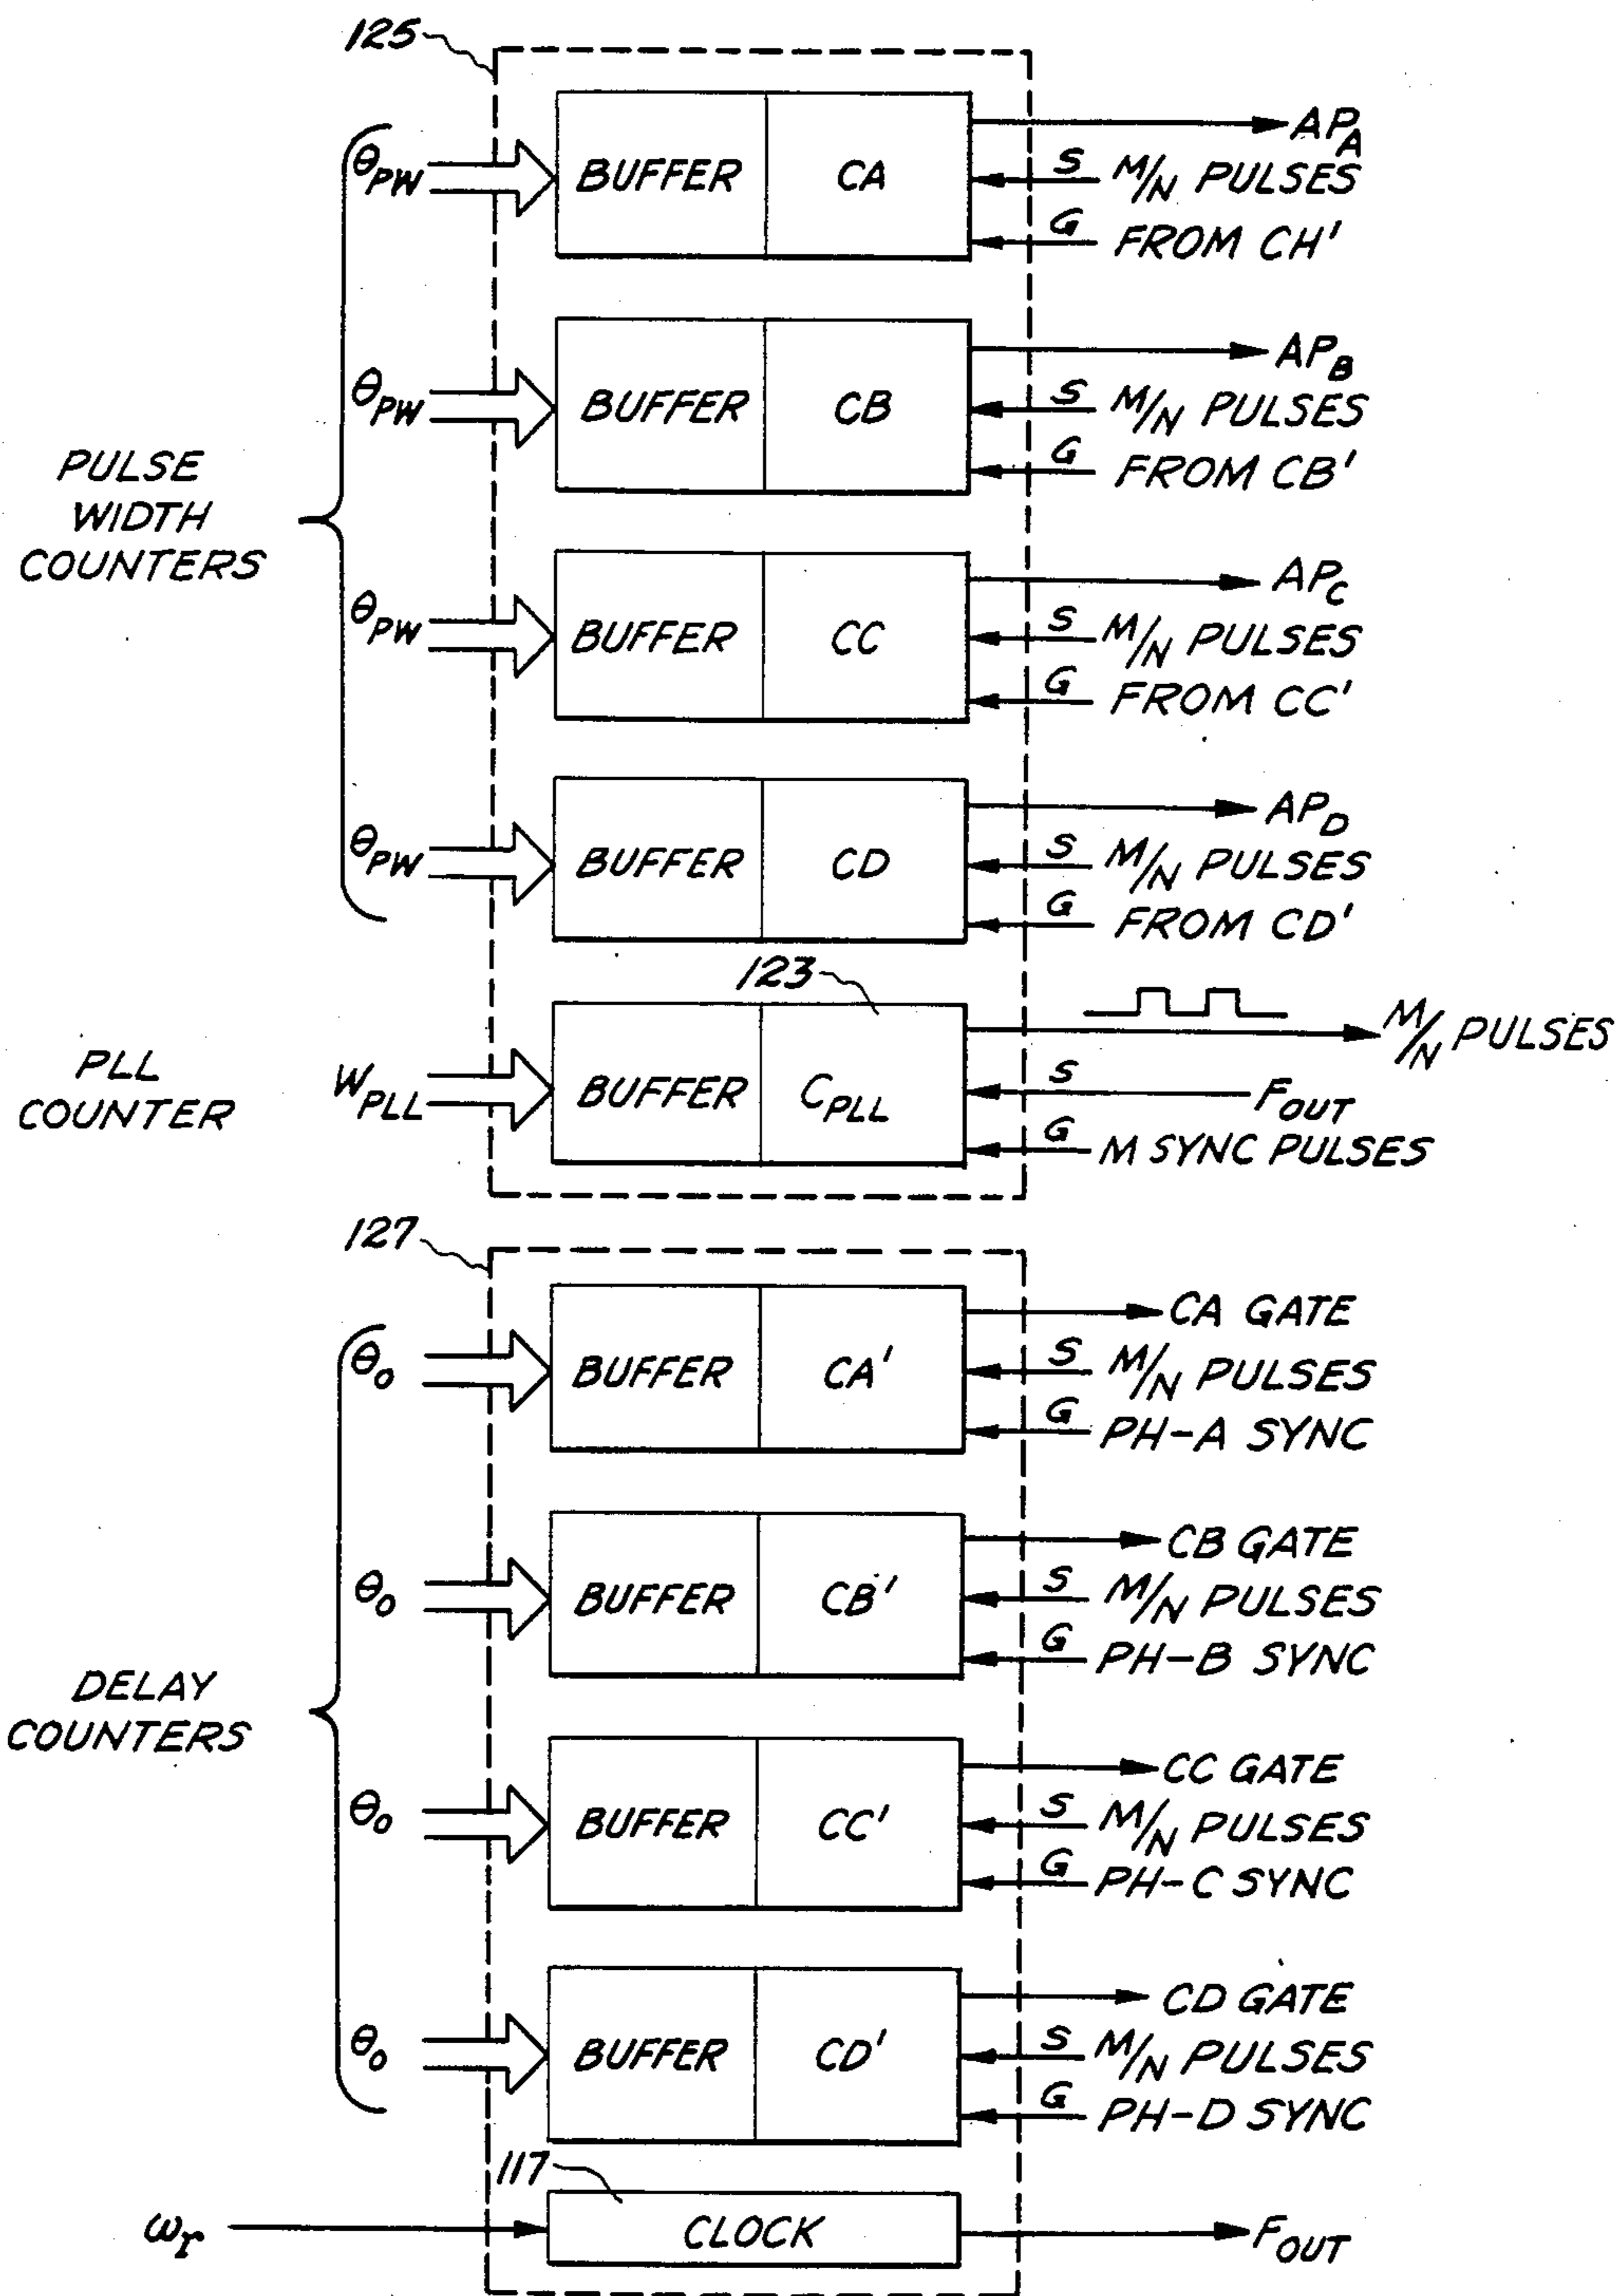 125
θPW BUFFER CA APA
S M/N PULSES
G FROM CH'
θPW BUFFER CB APB
S M/N PULSES
G FROM CB'
PULSE
WIDTH
COUNTERS
θPW BUFFER CC APC
S M/N PULSES
G FROM CC'
θPW BUFFER CD APD
S M/N PULSES
G FROM CD'
123
PLL
COUNTER
WPLL BUFFER CPLL M/N PULSES
S FOUT
G M SYNC PULSES
127
θo BUFFER CA' CA GATE
S M/N PULSES
G PH-A SYNC
θo BUFFER CB' CB GATE
S M/N PULSES
G PH-B SYNC
DELAY
COUNTERS
θo BUFFER CC' CC GATE
S M/N PULSES
G PH-C SYNC
θo BUFFER CD' CD GATE
S M/N PULSES
G PH-D SYNC
117
ωr CLOCK FOUT